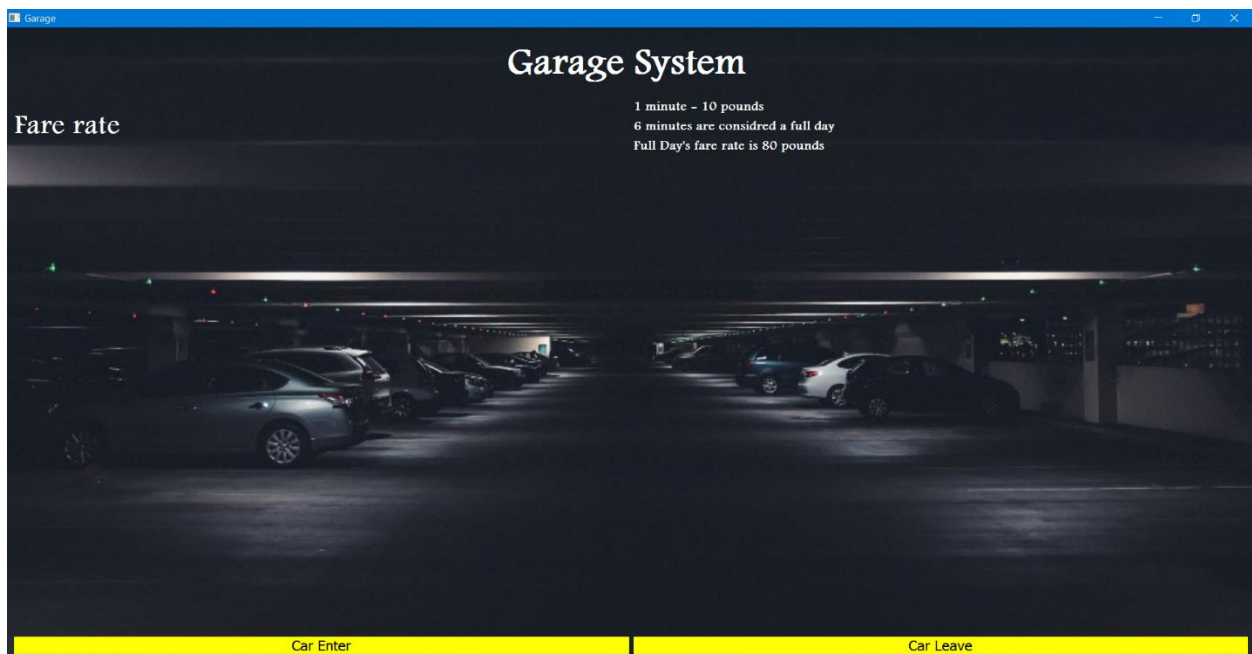 Garage
Garage System
Fare rate
1 minute - 10 pounds
6 minutes are considred a full day
Full Day's fare rate is 80 pounds
Car Enter
Car Leave